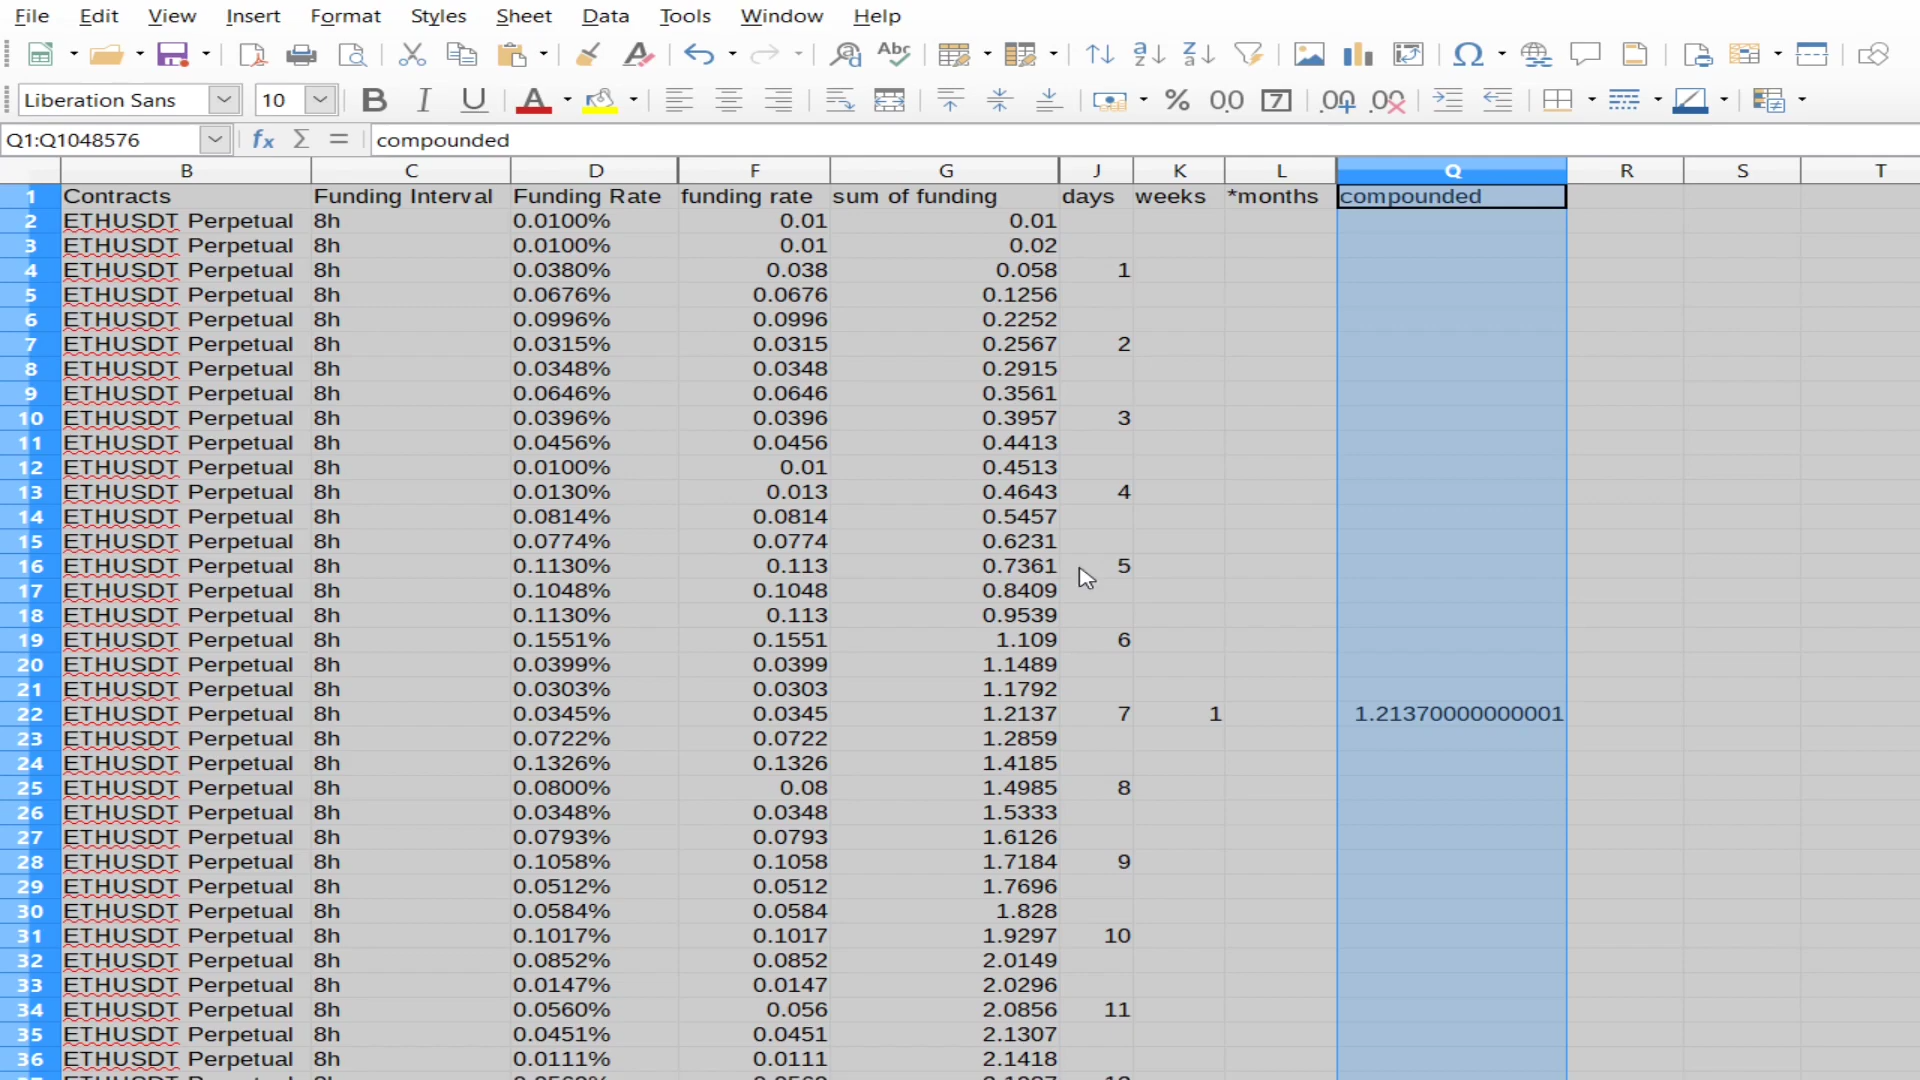 File Edit View Insert Format Styles Sheet Data Tools Window Help
Liberation Sans 10
Q1:Q1048576 compounded
B C D F G J K L Q R S T
1 Contracts Funding Interval Funding Rate funding rate sum of funding days weeks *months compounded
2 ETHUSDT Perpetual 8h 0.0100% 0.01 0.01
3 ETHUSDT Perpetual 8h 0.0100% 0.01 0.02
4 ETHUSDT Perpetual 8h 0.0380% 0.038 0.058 1
5 ETHUSDT Perpetual 8h 0.0676% 0.0676 0.1256
6 ETHUSDT Perpetual 8h 0.0996% 0.0996 0.2252
7 ETHUSDT Perpetual 8h 0.0315% 0.0315 0.2567 2
8 ETHUSDT Perpetual 8h 0.0348% 0.0348 0.2915
9 ETHUSDT Perpetual 8h 0.0646% 0.0646 0.3561
10 ETHUSDT Perpetual 8h 0.0396% 0.0396 0.3957 3
11 ETHUSDT Perpetual 8h 0.0456% 0.0456 0.4413
12 ETHUSDT Perpetual 8h 0.0100% 0.01 0.4513
13 ETHUSDT Perpetual 8h 0.0130% 0.013 0.4643 4
14 ETHUSDT Perpetual 8h 0.0814% 0.0814 0.5457
15 ETHUSDT Perpetual 8h 0.0774% 0.0774 0.6231
16 ETHUSDT Perpetual 8h 0.1130% 0.113 0.7361 5
17 ETHUSDT Perpetual 8h 0.1048% 0.1048 0.8409
18 ETHUSDT Perpetual 8h 0.1130% 0.113 0.9539
19 ETHUSDT Perpetual 8h 0.1551% 0.1551 1.109 6
20 ETHUSDT Perpetual 8h 0.0399% 0.0399 1.1489
21 ETHUSDT Perpetual 8h 0.0303% 0.0303 1.1792
22 ETHUSDT Perpetual 8h 0.0345% 0.0345 1.2137 7 1 1.21370000000001
23 ETHUSDT Perpetual 8h 0.0722% 0.0722 1.2859
24 ETHUSDT Perpetual 8h 0.1326% 0.1326 1.4185
25 ETHUSDT Perpetual 8h 0.0800% 0.08 1.4985 8
26 ETHUSDT Perpetual 8h 0.0348% 0.0348 1.5333
27 ETHUSDT Perpetual 8h 0.0793% 0.0793 1.6126
28 ETHUSDT Perpetual 8h 0.1058% 0.1058 1.7184 9
29 ETHUSDT Perpetual 8h 0.0512% 0.0512 1.7696
30 ETHUSDT Perpetual 8h 0.0584% 0.0584 1.828
31 ETHUSDT Perpetual 8h 0.1017% 0.1017 1.9297 10
32 ETHUSDT Perpetual 8h 0.0852% 0.0852 2.0149
33 ETHUSDT Perpetual 8h 0.0147% 0.0147 2.0296
34 ETHUSDT Perpetual 8h 0.0560% 0.056 2.0856 11
35 ETHUSDT Perpetual 8h 0.0451% 0.0451 2.1307
36 ETHUSDT Perpetual 8h 0.0111% 0.0111 2.1418